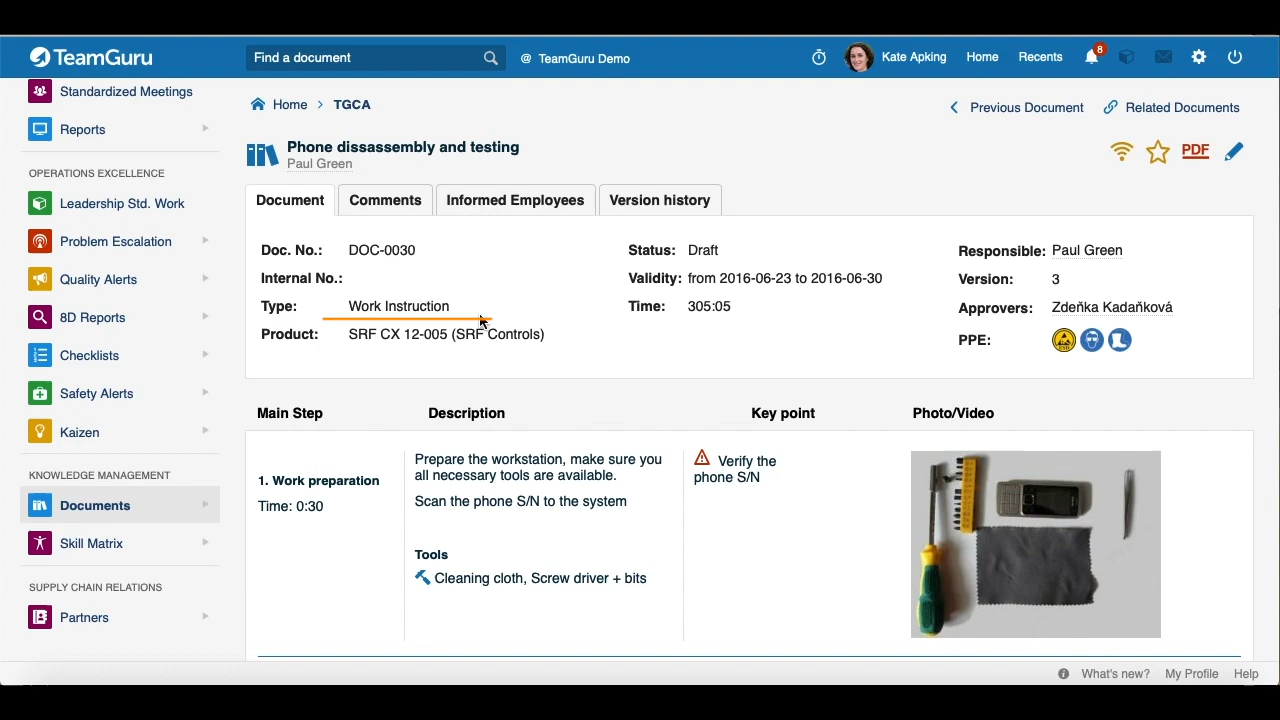 TeamGuru
Find a document
@ TeamGuru Demo
Kate Apking
Home
Recents
8
Standardized Meetings
Reports
OPERATIONS EXCELLENCE
Leadership Std. Work
Problem Escalation
Quality Alerts
8D Reports
Checklists
Safety Alerts
Kaizen
KNOWLEDGE MANAGEMENT
Documents
Skill Matrix
SUPPLY CHAIN RELATIONS
Partners
Home > TGCA
Previous Document
Related Documents
Phone dissassembly and testing
Paul Green
PDF
Document
Comments
Informed Employees
Version history
Doc. No.: DOC-0030
Internal No.:
Type: Work Instruction
Product: SRF CX 12-005 (SRF Controls)
Status: Draft
Validity: from 2016-06-23 to 2016-06-30
Time: 305:05
Responsible: Paul Green
Version: 3
Approvers: Zdeňka Kadaňková
PPE:
Main Step
Description
Key point
Photo/Video
1. Work preparation
Time: 0:30
Prepare the workstation, make sure you
all necessary tools are available.
Scan the phone S/N to the system
Tools
Cleaning cloth, Screw driver + bits
Verify the
phone S/N
What's new?
My Profile
Help